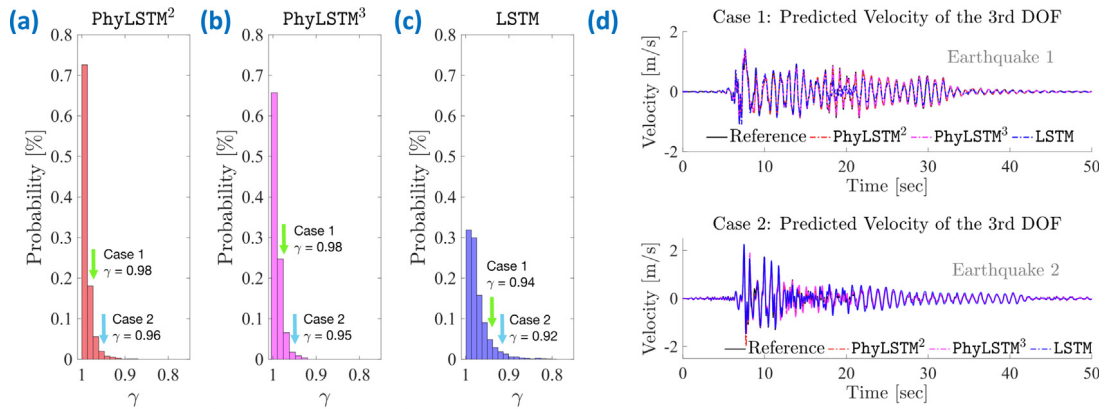 (a)
PhyLSTM²
0.8
0.7
0.6
0.5
0.4
0.3
0.2
0.1
0
Probability [%]
Case 1
γ = 0.98
Case 2
γ = 0.96
1
0.9
0.8
γ
(b)
PhyLSTM³
0.8
0.7
0.6
0.5
0.4
0.3
0.2
0.1
0
Probability [%]
Case 1
γ = 0.98
Case 2
γ = 0.95
1
0.9
0.8
γ
(c)
LSTM
0.8
0.7
0.6
0.5
0.4
0.3
0.2
0.1
0
Probability [%]
Case 1
γ = 0.94
Case 2
γ = 0.92
1
0.9
0.8
γ
(d)
Case 1: Predicted Velocity of the 3rd DOF
Earthquake 1
2
0
-2
Velocity [m/s]
Reference PhyLSTM² PhyLSTM³ LSTM
0 10 20 30 40 50
Time [sec]
Case 2: Predicted Velocity of the 3rd DOF
Earthquake 2
2
0
-2
Velocity [m/s]
Reference PhyLSTM² PhyLSTM³ LSTM
0 10 20 30 40 50
Time [sec]